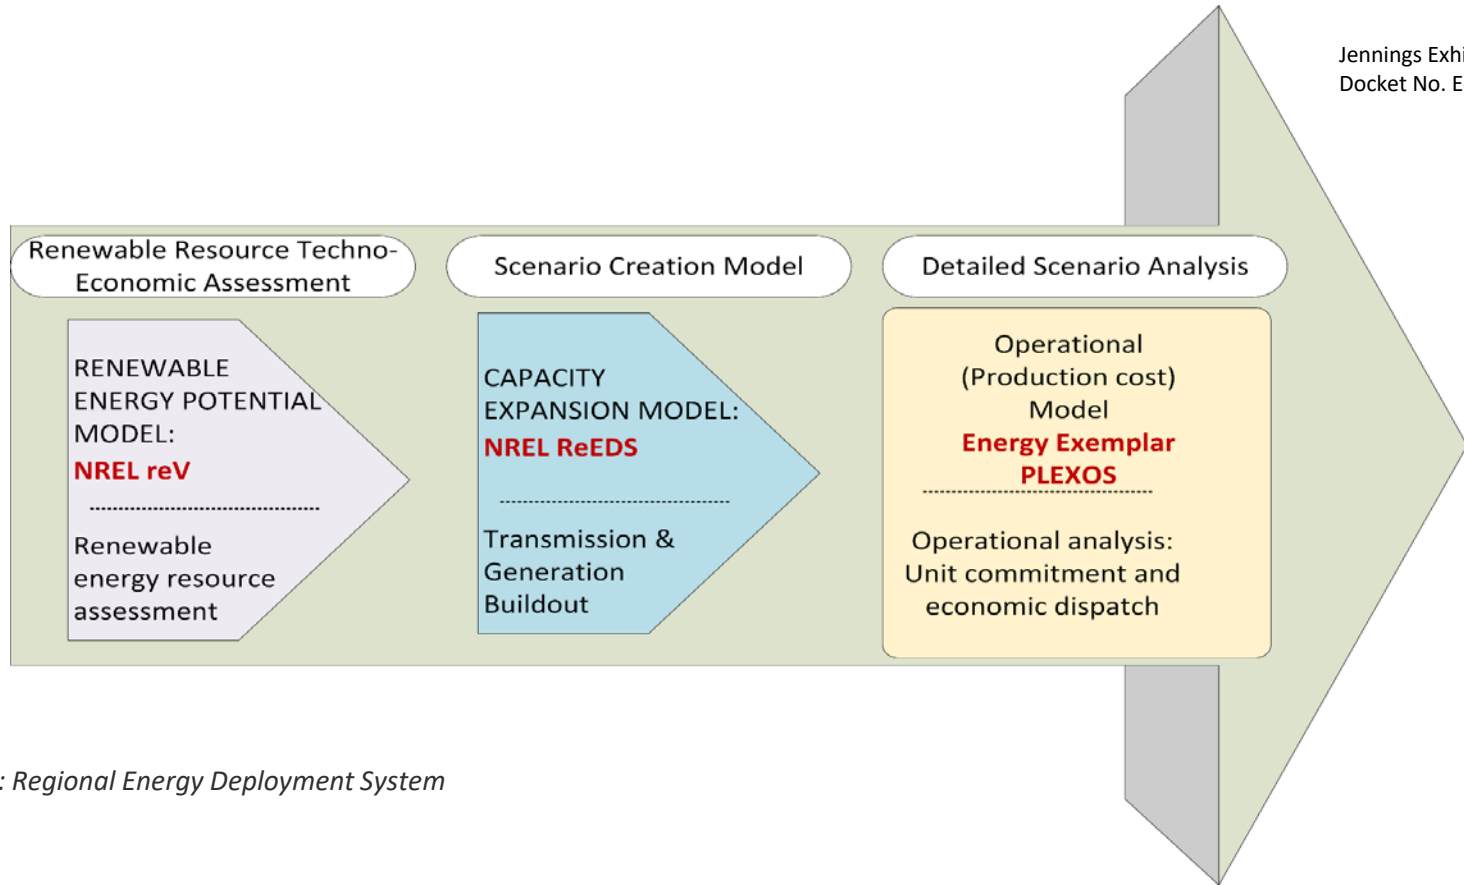 Jennings Exhi
Docket No. E
Renewable Resource Techno-
Economic Assessment
RENEWABLE
ENERGY POTENTIAL
MODEL:
NREL reV
Renewable
energy resource
assessment
Scenario Creation Model
CAPACITY
EXPANSION MODEL:
NREL ReEDS
Transmission &
Generation
Buildout
Detailed Scenario Analysis
Operational
(Production cost)
Model
Energy Exemplar
PLEXOS
Operational analysis:
Unit commitment and
economic dispatch
: Regional Energy Deployment System